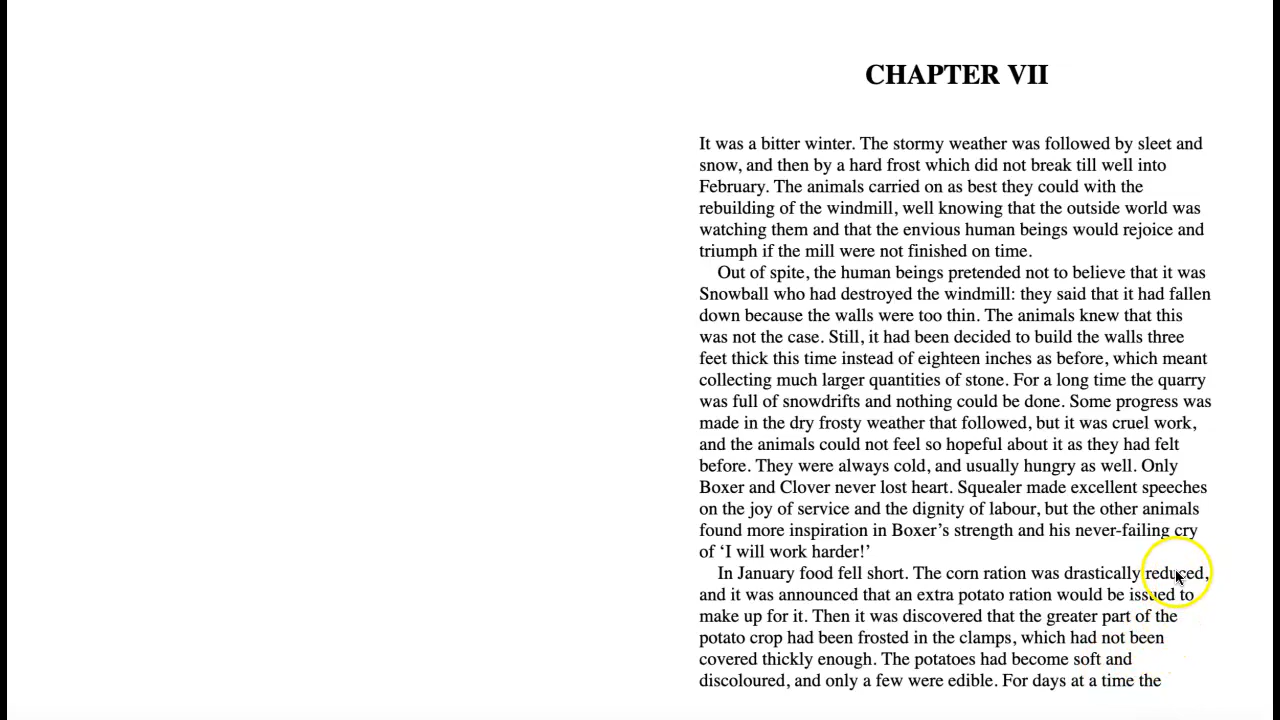 CHAPTER VII
It was a bitter winter. The stormy weather was followed by sleet and
snow, and then by a hard frost which did not break till well into
February. The animals carried on as best they could with the
rebuilding of the windmill, well knowing that the outside world was
watching them and that the envious human beings would rejoice and
triumph if the mill were not finished on time.
Out of spite, the human beings pretended not to believe that it was
Snowball who had destroyed the windmill: they said that it had fallen
down because the walls were too thin. The animals knew that this
was not the case. Still, it had been decided to build the walls three
feet thick this time instead of eighteen inches as before, which meant
collecting much larger quantities of stone. For a long time the quarry
was full of snowdrifts and nothing could be done. Some progress was
made in the dry frosty weather that followed, but it was cruel work,
and the animals could not feel so hopeful about it as they had felt
before. They were always cold, and usually hungry as well. Only
Boxer and Clover never lost heart. Squealer made excellent speeches
on the joy of service and the dignity of labour, but the other animals
found more inspiration in Boxer’s strength and his never-failing cry
of ‘I will work harder!’
In January food fell short. The corn ration was drastically reduced,
and it was announced that an extra potato ration would be issued to
make up for it. Then it was discovered that the greater part of the
potato crop had been frosted in the clamps, which had not been
covered thickly enough. The potatoes had become soft and
discoloured, and only a few were edible. For days at a time the